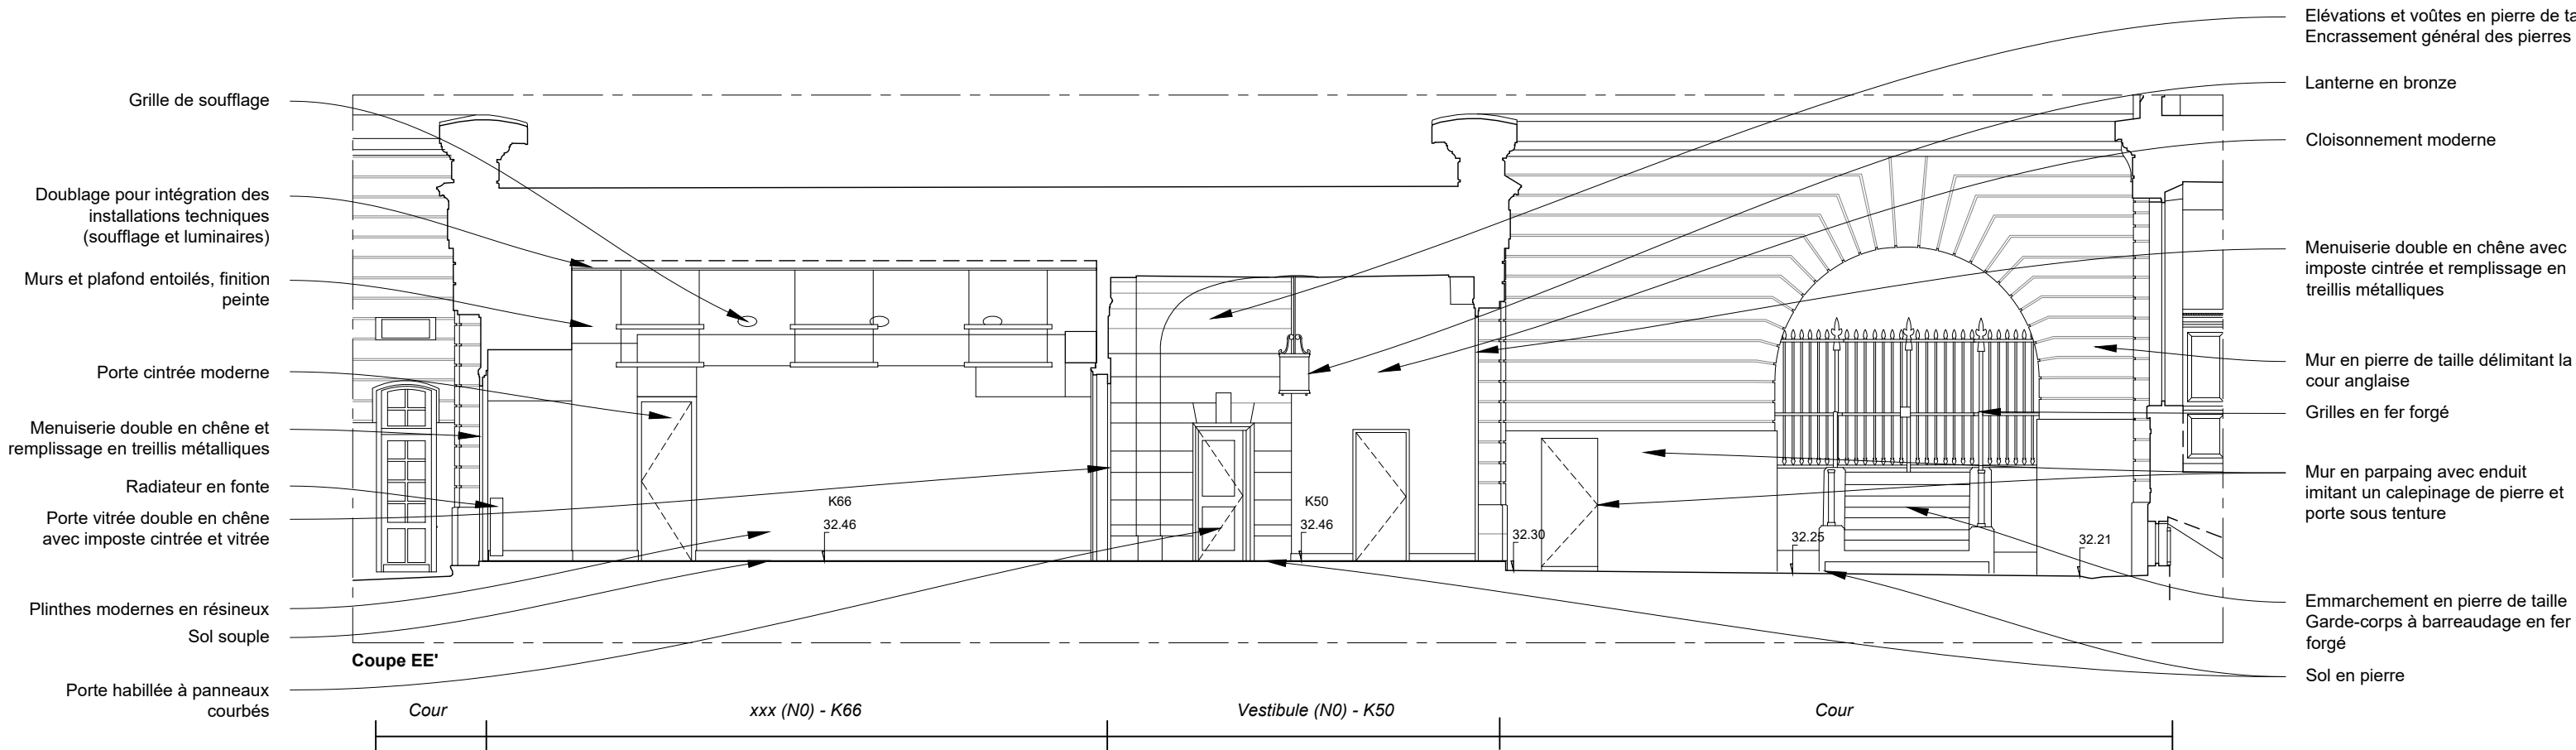 Grille de soufflage
Doublage pour intégration des
installations techniques
(soufflage et luminaires)
Murs et plafond entoilés, finition
peinte
Porte cintrée moderne
Menuiserie double en chêne et
remplissage en treillis métalliques
Radiateur en fonte
Porte vitrée double en chêne
avec imposte cintrée et vitrée
Plinthes modernes en résineux
Sol souple
Porte habillée à panneaux
courbés
K66
32.46
K50
32.46
32.30
32.25
32.21
Elévations et voûtes en pierre de ta
Encrassement général des pierres
Lanterne en bronze
Cloisonnement moderne
Menuiserie double en chêne avec
imposte cintrée et remplissage en
treillis métalliques
Mur en pierre de taille délimitant la
cour anglaise
Grilles en fer forgé
Mur en parpaing avec enduit
imitant un calepinage de pierre et
porte sous tenture
Emmarchement en pierre de taille
Garde-corps à barreaudage en fer
forgé
Sol en pierre
Coupe EE'
Cour
xxx (N0) - K66
Vestibule (N0) - K50
Cour